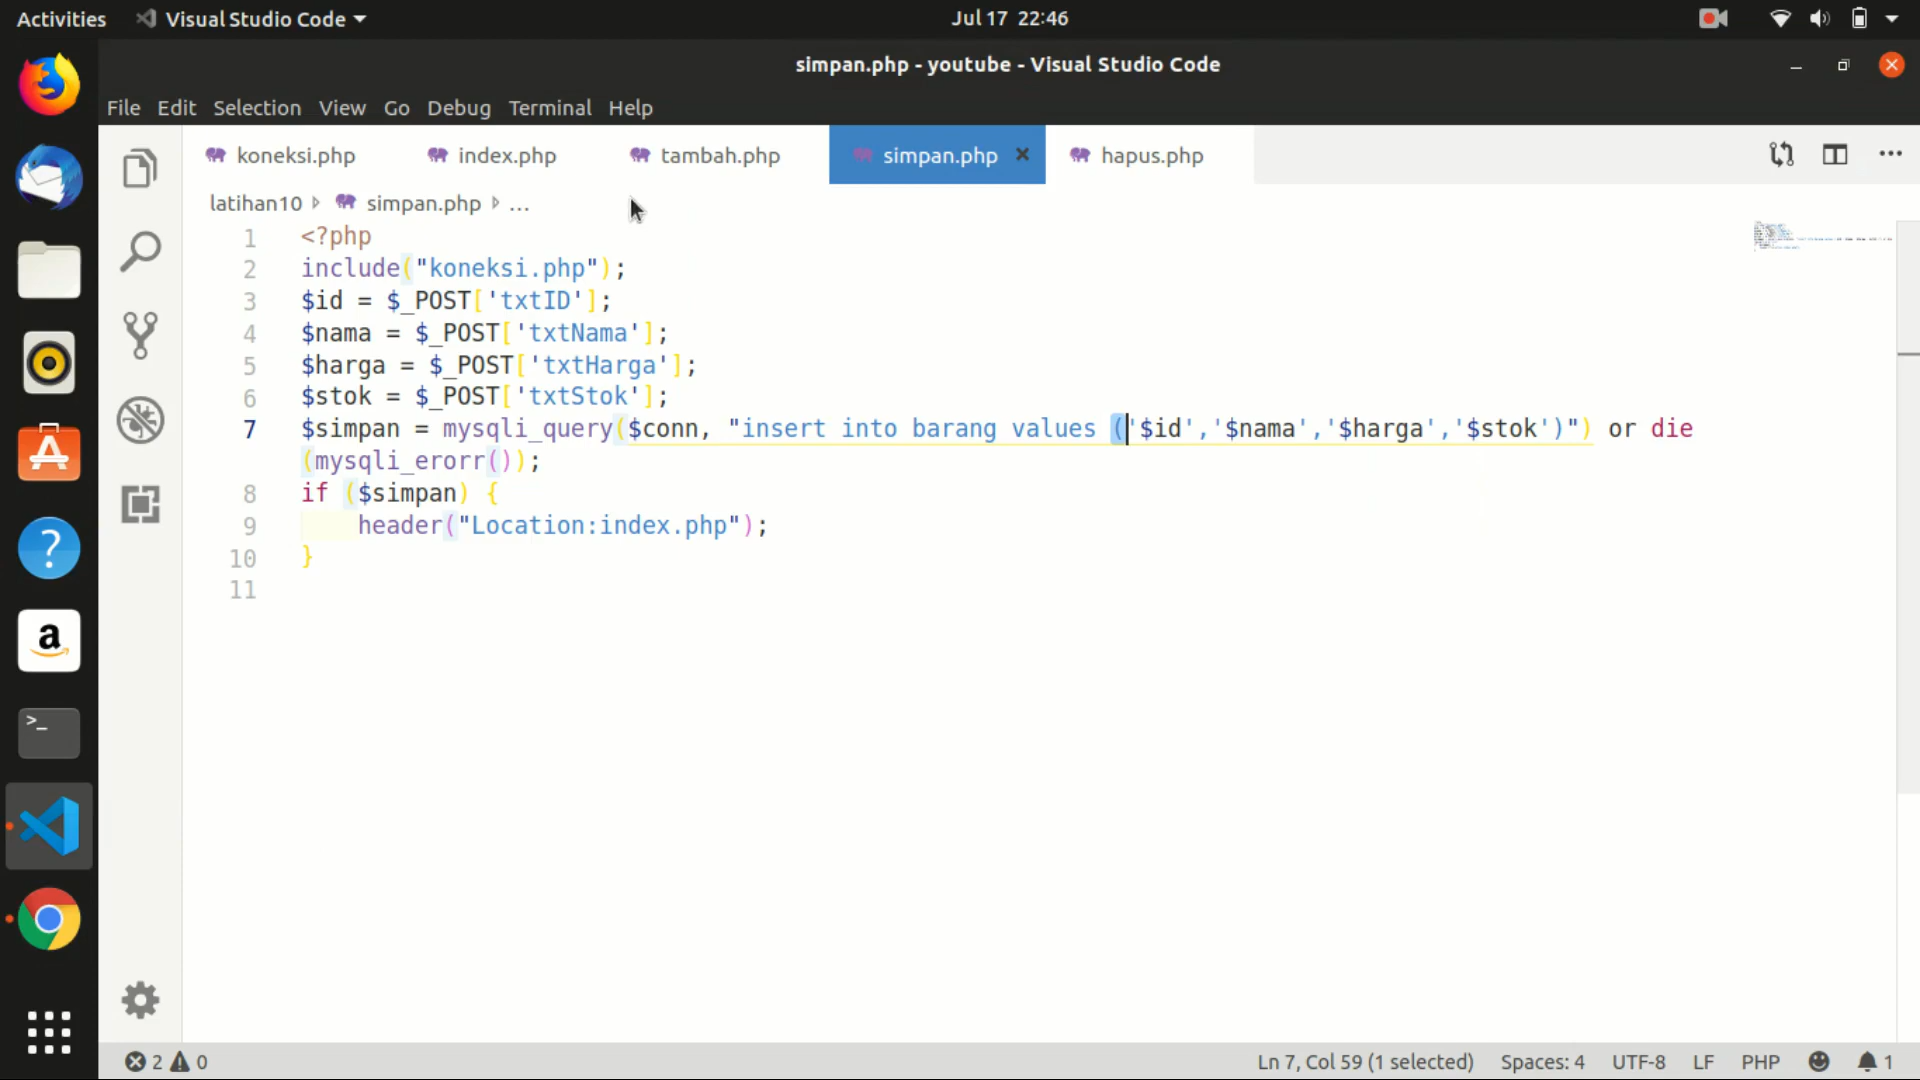 Activities Visual Studio Code Jul 17 22:46
simpan.php - youtube - Visual Studio Code
File Edit Selection View Go Debug Terminal Help
koneksi.php index.php tambah.php simpan.php hapus.php
latihan10 simpan.php ...
1 <?php
2 include("koneksi.php");
3 $id = $_POST['txtID'];
4 $nama = $_POST['txtNama'];
5 $harga = $_POST['txtHarga'];
6 $stok = $_POST['txtStok'];
7 $simpan = mysqli_query($conn, "insert into barang values ('$id','$nama','$harga','$stok')") or die
(mysqli_erorr());
8 if ($simpan) {
9 header("Location:index.php");
10 }
11
2 0 Ln 7, Col 59 (1 selected) Spaces: 4 UTF-8 LF PHP 1